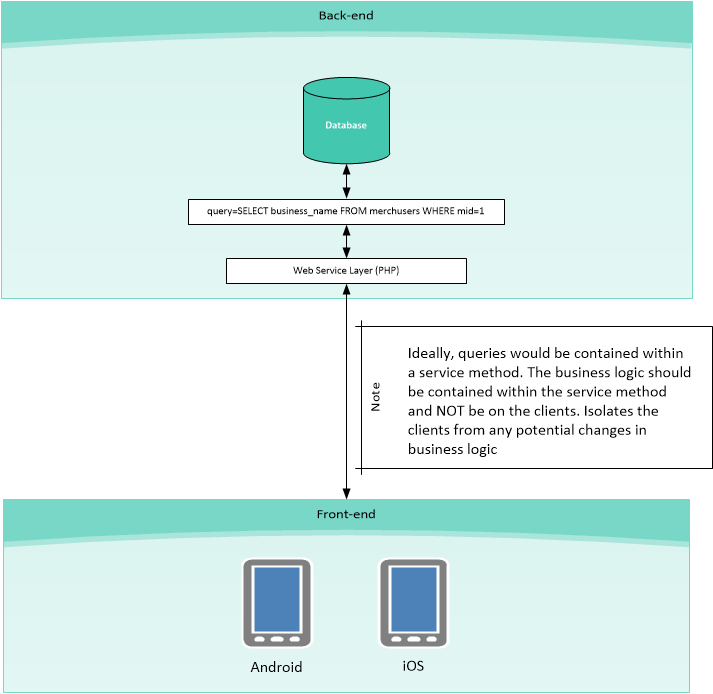 Back-end
Database
query=SELECT business_name FROM merchusers WHERE mid=1
Web Service Layer (PHP)
Note
Ideally, queries would be contained within
a service method. The business logic should
be contained within the service method
and NOT be on the clients. Isolates the
clients from any potential changes in
business logic
Front-end
Android
iOS